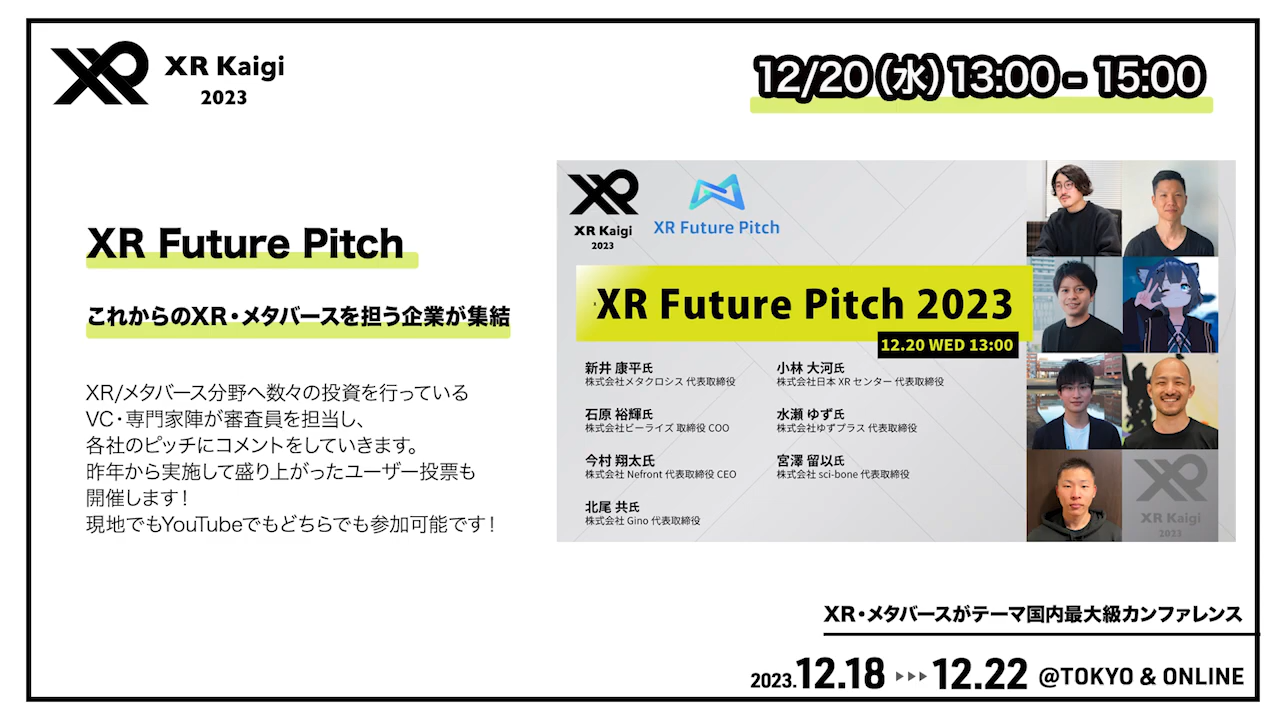 XR Kaigi
2023
12/20(水)13:00 - 15:00
XR Future Pitch
これからのXR・メタバースを担う企業が集結
XR/メタバース分野へ数々の投資を行っている
VC・専門家陣が審査員を担当し、
各社のピッチにコメントをしていきます。
昨年から実施して盛り上がったユーザー投票も
開催します!
現地でもYouTubeでもどちらでも参加可能です!
XR Kaigi
2023
XR Future Pitch
XR Future Pitch 2023
12.20 WED 13:00
新井 康平氏
株式会社メタクロシス 代表取締役
小林 大河氏
株式会社日本 XR センター 代表取締役
石原 裕輝氏
株式会社ビーライズ 取締役 COO
水瀬 ゆず氏
株式会社ゆずプラス 代表取締役
今村 翔太氏
株式会社 Nefront 代表取締役 CEO
宮澤 留以氏
株式会社 sci-bone 代表取締役
北尾 共氏
株式会社 Gino 代表取締役
XR Kaigi
2023
XR・メタバースがテーマ国内最大級カンファレンス
2023.12.18 ▸▸▸ 12.22 @TOKYO & ONLINE